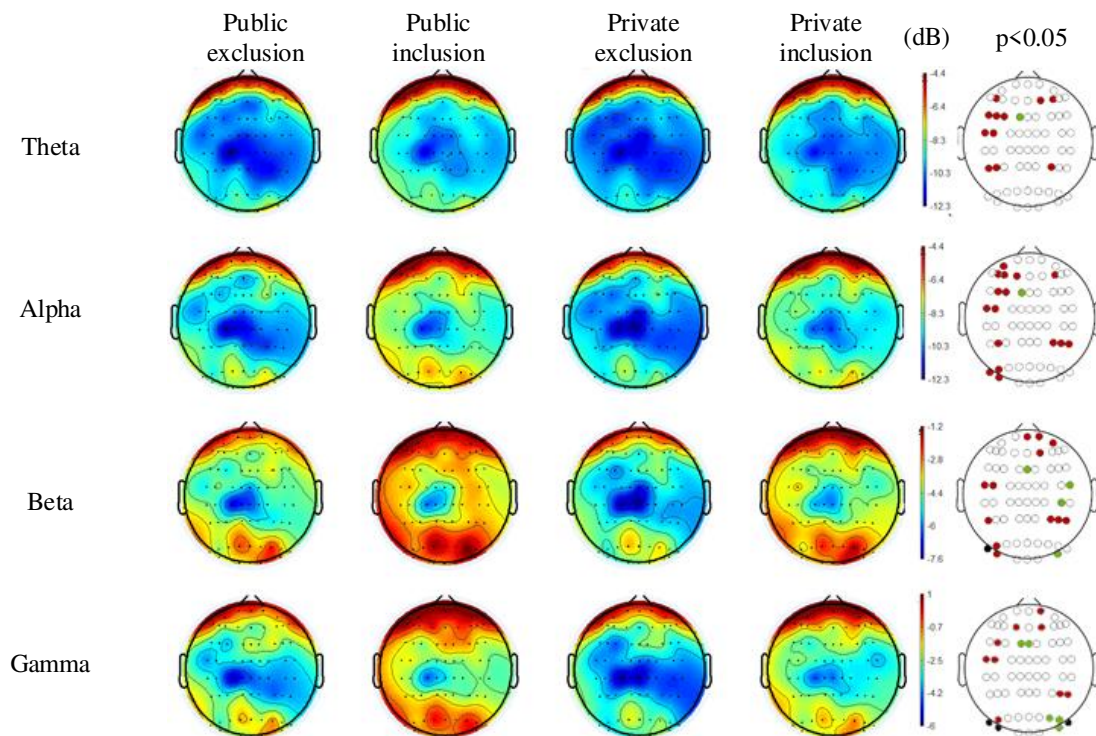 Public exclusion
Public inclusion
Private exclusion
Private inclusion
(dB)
p<0.05
Theta
-4.4
-6.4
-8.3
-10.3
-12.3
Alpha
-4.4
-6.4
-8.3
-10.3
-12.3
Beta
-1.2
-2.8
-4.4
-6
-7.6
Gamma
1
-0.7
-2.5
-4.2
-6